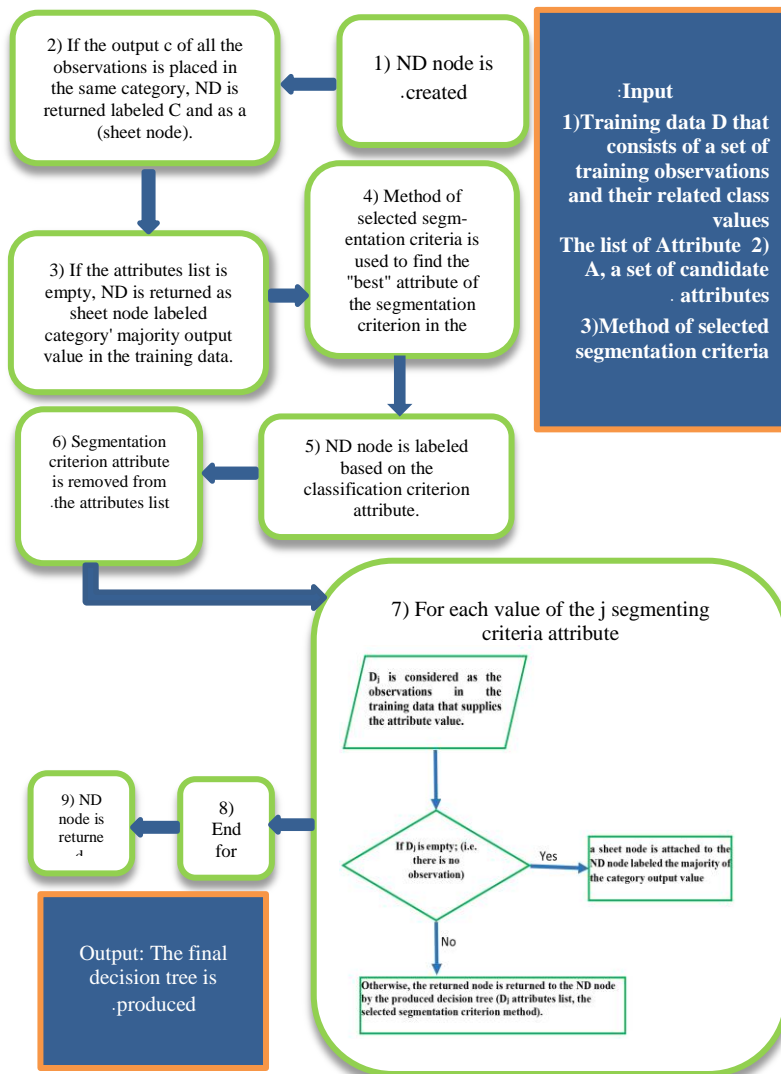 2) If the output c of all the
observations is placed in
the same category, ND is
returned labeled C and as a
(sheet node).
1) ND node is
.created
:Input
1)Training data D that
consists of a set of
training observations
and their related class
values
The list of Attribute 2)
A, a set of candidate
. attributes
3)Method of selected
segmentation criteria
3) If the attributes list is
empty, ND is returned as
sheet node labeled
category' majority output
value in the training data.
4) Method of
selected segm-
entation criteria is
used to find the
"best" attribute of
the segmentation
criterion in the
5) ND node is labeled
based on the
classification criterion
attribute.
6) Segmentation
criterion attribute
is removed from
.the attributes list
7) For each value of the j segmenting
criteria attribute
Dj is considered as the
observations in the
training data that supplies
the attribute value.
If Dj is empty; (i.e.
there is no
observation)
Yes
a sheet node is attached to the
ND node labeled the majority of
the category output value
No
Otherwise, the returned node is returned to the ND node
by the produced decision tree (Dj attributes list, the
selected segmentation criterion method).
8)
End
for
9) ND
node is
returne
Output: The final
decision tree is
.produced